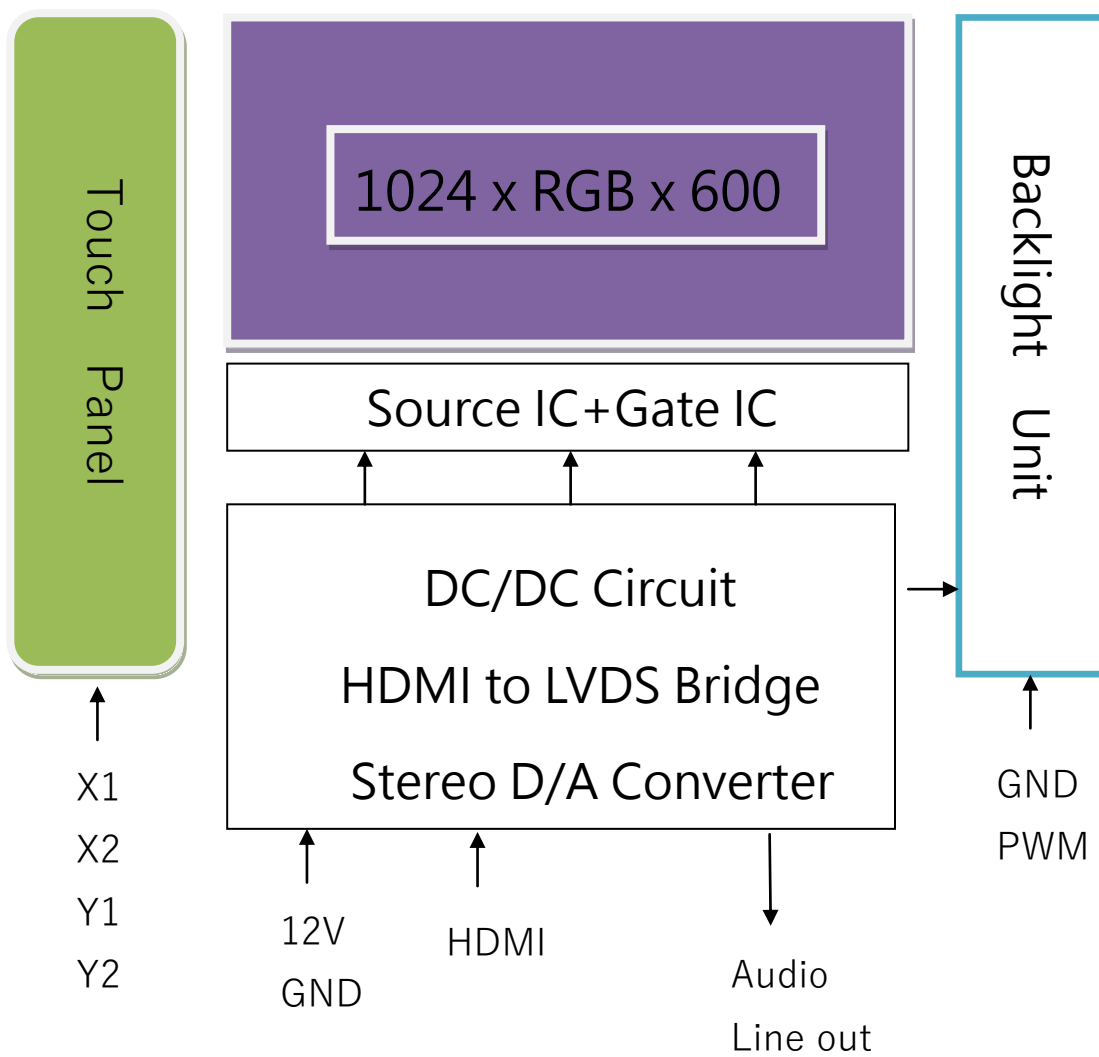 Touch Panel
1024 x RGB x 600
Backlight Unit
Source IC+Gate IC
DC/DC Circuit
HDMI to LVDS Bridge
Stereo D/A Converter
X1
X2
Y1
Y2
12V
GND
HDMI
Audio
Line out
GND
PWM